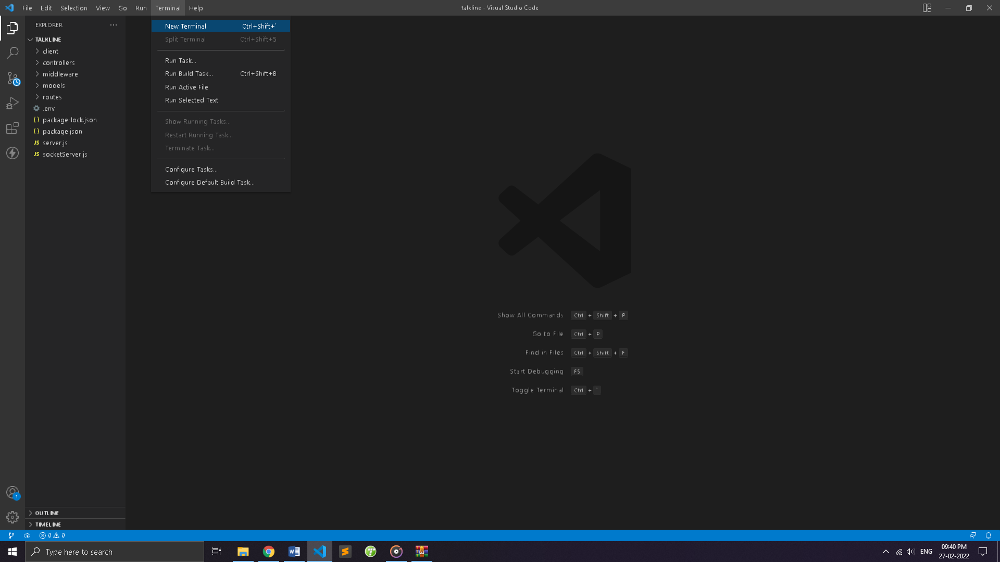 File Edit Selection View Go Run Terminal Help
talkline - Visual Studio Code
EXPLORER
TALKLINE
client
controllers
middleware
models
routes
.env
{} package-lock.json
{} package.json
JS server.js
JS socketServer.js
OUTLINE
TIMELINE
New Terminal Ctrl+Shift+`
Split Terminal Ctrl+Shift+5
Run Task...
Run Build Task... Ctrl+Shift+B
Run Active File
Run Selected Text
Show Running Tasks...
Restart Running Task...
Terminate Task...
Configure Tasks...
Configure Default Build Task...
Show All Commands Ctrl + Shift + P
Go to File Ctrl + P
Find in Files Ctrl + Shift + F
Start Debugging F5
Toggle Terminal Ctrl + `
1
0 0
Type here to search
ENG
09:40 PM
27-02-2022